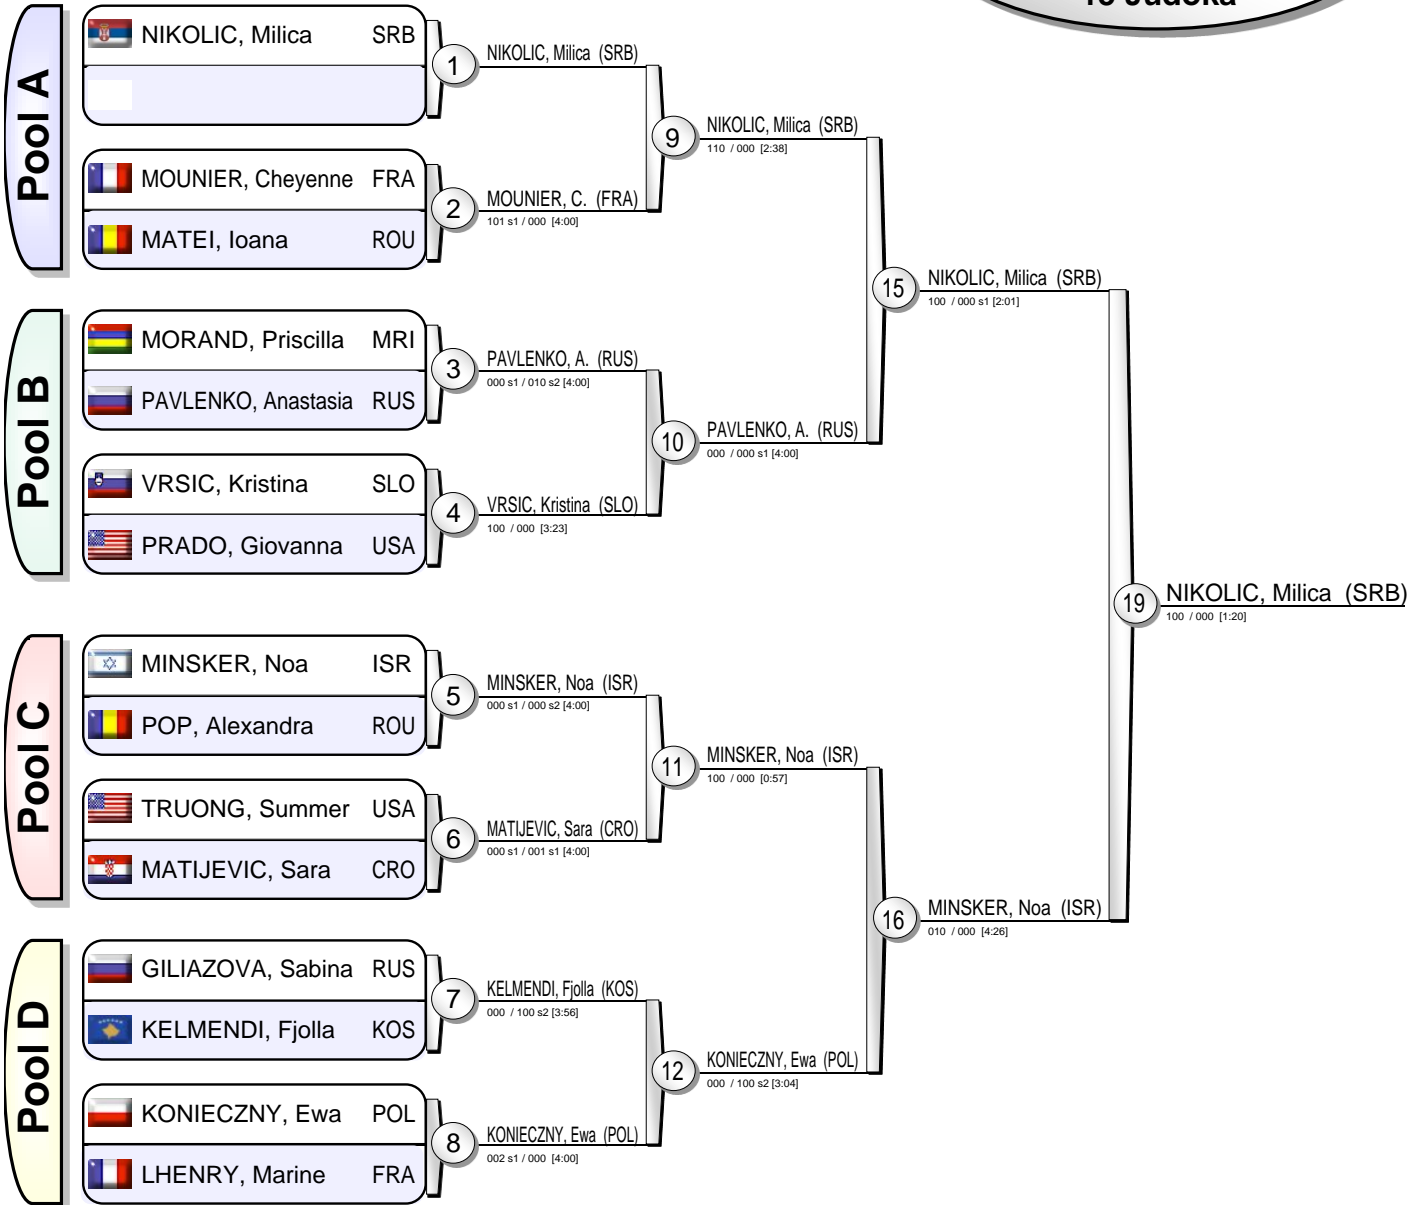 15 Judoka
Pool A
NIKOLIC, Milica SRB
MOUNIER, Cheyenne FRA
MATEI, Ioana ROU
Pool B
MORAND, Priscilla MRI
PAVLENKO, Anastasia RUS
VRSIC, Kristina SLO
PRADO, Giovanna USA
Pool C
MINSKER, Noa ISR
POP, Alexandra ROU
TRUONG, Summer USA
MATIJEVIC, Sara CRO
Pool D
GILIAZOVA, Sabina RUS
KELMENDI, Fjolla KOS
KONIECZNY, Ewa POL
LHENRY, Marine FRA
1
NIKOLIC, Milica (SRB)
2
MOUNIER, C. (FRA)
101 s1 / 000 [4:00]
3
PAVLENKO, A. (RUS)
000 s1 / 010 s2 [4:00]
4
VRSIC, Kristina (SLO)
100 / 000 [3:23]
5
MINSKER, Noa (ISR)
000 s1 / 000 s2 [4:00]
6
MATIJEVIC, Sara (CRO)
000 s1 / 001 s1 [4:00]
7
KELMENDI, Fjolla (KOS)
000 / 100 s2 [3:56]
8
KONIECZNY, Ewa (POL)
002 s1 / 000 [4:00]
9
NIKOLIC, Milica (SRB)
110 / 000 [2:38]
10
PAVLENKO, A. (RUS)
000 / 000 s1 [4:00]
11
MINSKER, Noa (ISR)
100 / 000 [0:57]
12
KONIECZNY, Ewa (POL)
000 / 100 s2 [3:04]
15
NIKOLIC, Milica (SRB)
100 / 000 s1 [2:01]
16
MINSKER, Noa (ISR)
010 / 000 [4:26]
19
NIKOLIC, Milica (SRB)
100 / 000 [1:20]